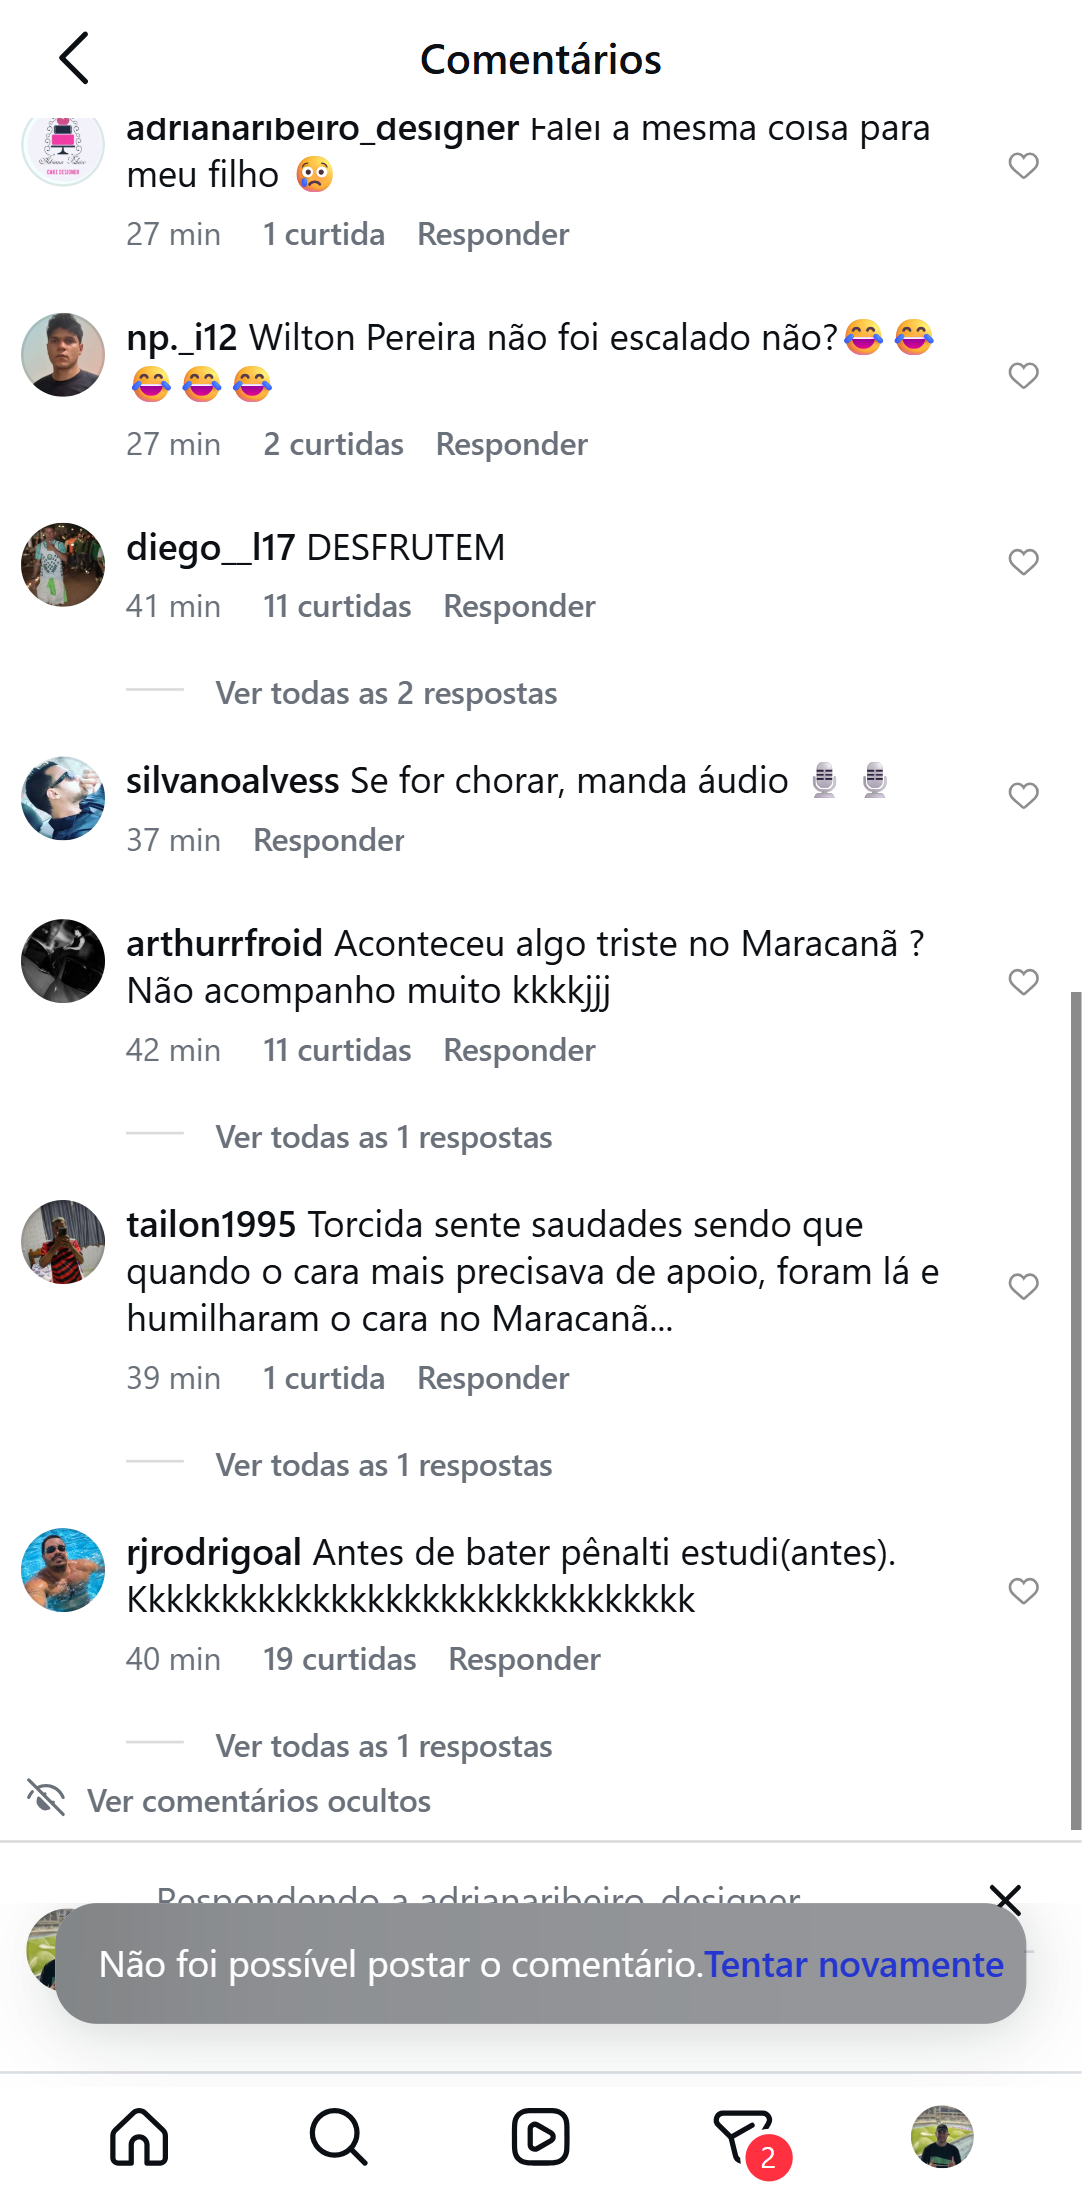 Comentários
adrianaribeiro_designer Falei a mesma coisa para
meu filho 😢
27 min 1 curtida Responder
np._i12 Wilton Pereira não foi escalado não?😂😂
😂😂😂
27 min 2 curtidas Responder
diego__l17 DESFRUTEM
41 min 11 curtidas Responder
Ver todas as 2 respostas
silvanoalvess Se for chorar, manda áudio 🎙️🎙️
37 min Responder
arthurrfroid Aconteceu algo triste no Maracanã ?
Não acompanho muito kkkkjjj
42 min 11 curtidas Responder
Ver todas as 1 respostas
tailon1995 Torcida sente saudades sendo que
quando o cara mais precisava de apoio, foram lá e
humilharam o cara no Maracanã...
39 min 1 curtida Responder
Ver todas as 1 respostas
rjrodrigoal Antes de bater pênalti estudi(antes).
Kkkkkkkkkkkkkkkkkkkkkkkkkkkkkkk
40 min 19 curtidas Responder
Ver todas as 1 respostas
Ver comentários ocultos
Respondendo a adrianaribeiro_designer
Não foi possível postar o comentário.Tentar novamente
2